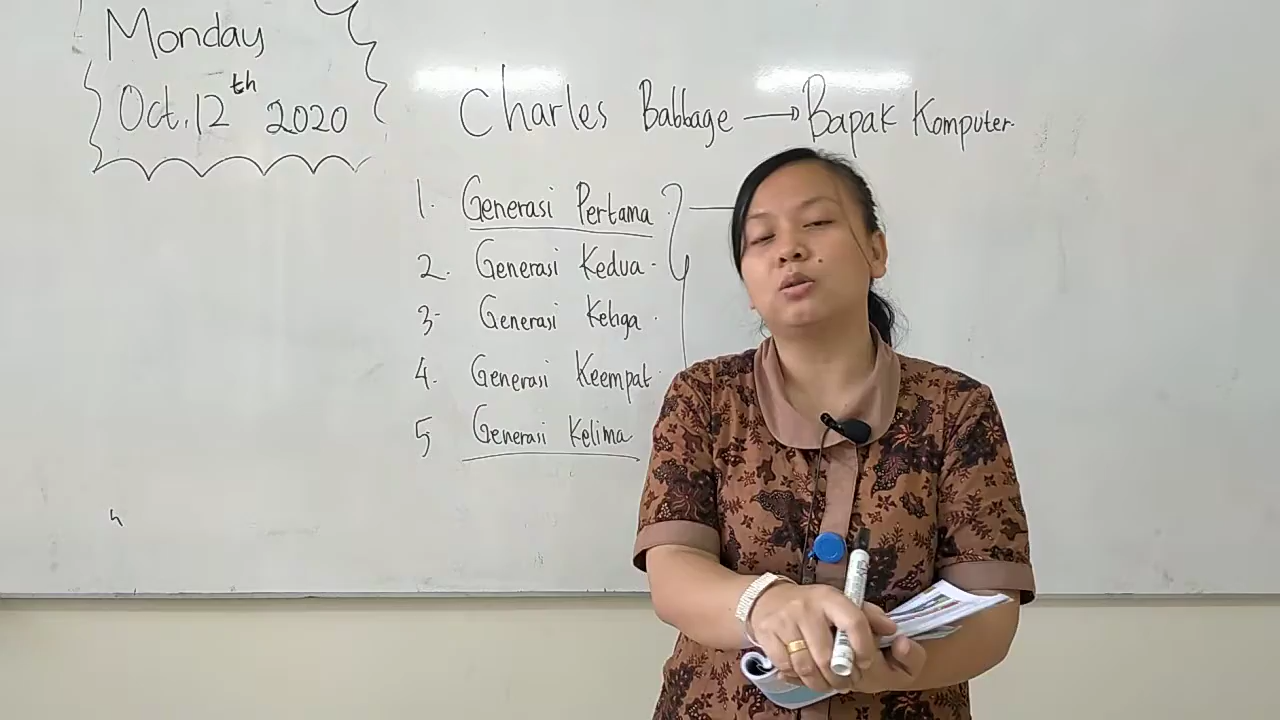 Monday
Oct. 12th 2020
Charles Babbage → Bapak Komputer
1. Generasi Pertama
2. Generasi Kedua
3. Generasi Ketiga
4. Generasi Keempat
5 Generasi Kelima